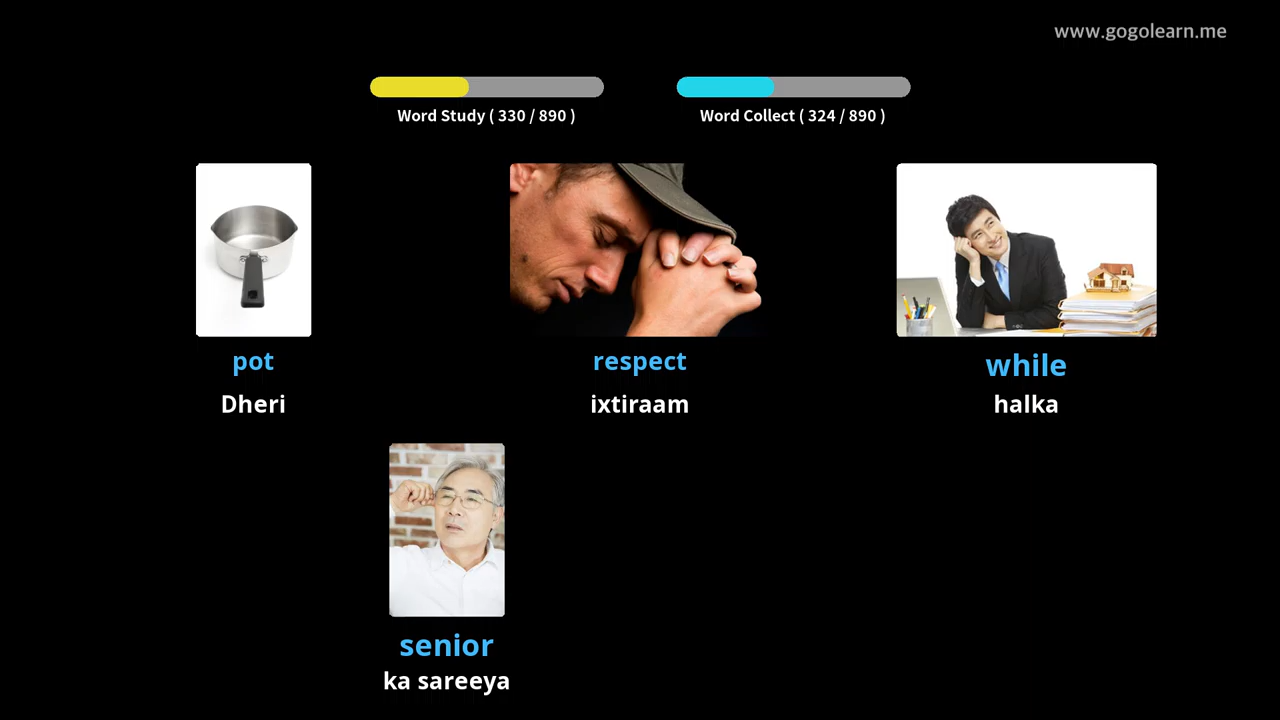 www.gogolearn.me
Word Study ( 330 / 890 )
Word Collect ( 324 / 890 )
pot
Dheri
respect
ixtiraam
while
halka
senior
ka sareeya